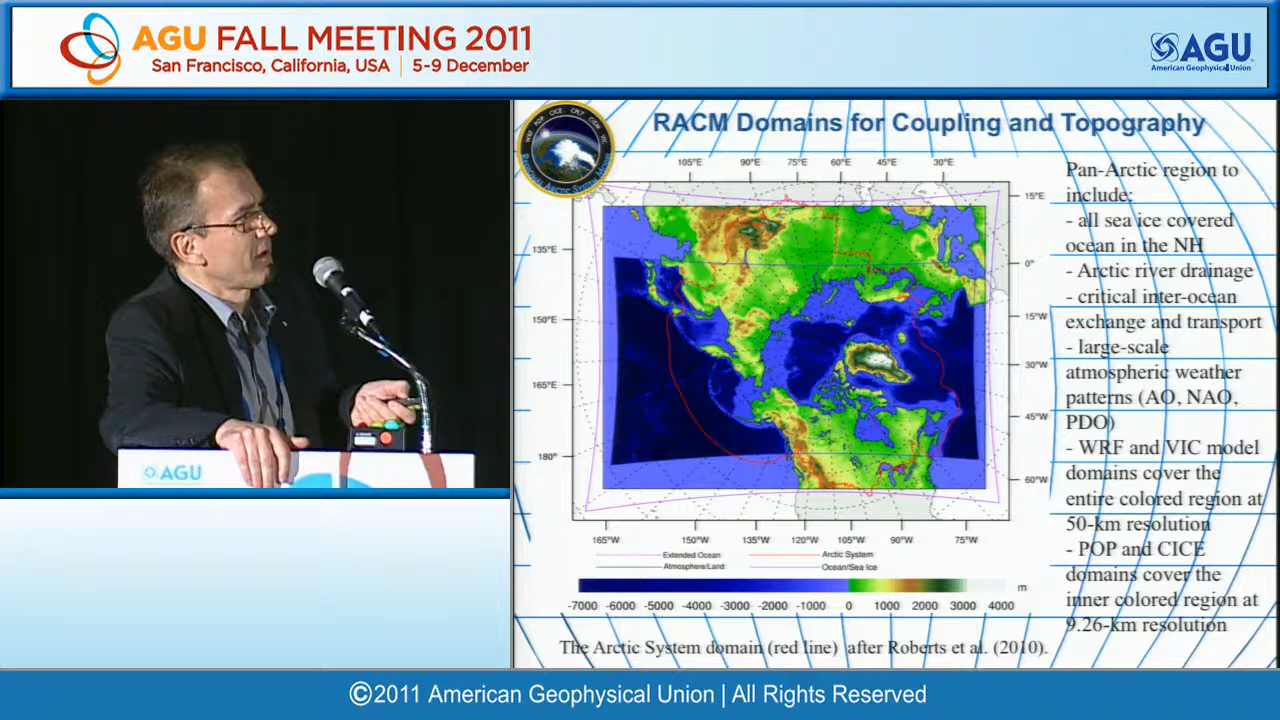 AGU FALL MEETING 2011
San Francisco, California, USA | 5-9 December
AGU
American Geophysical Union
AGU
RACM Domains for Coupling and Topography
105°E 90°E 75°E 60°E 45°E 30°E
15°E
135°E
0°
150°E
15°W
30°W
165°E
45°W
180°
60°W
165°W 150°W 135°W 120°W 105°W 90°W 75°W
Extended Ocean Arctic System
Atmosphere/Land Ocean/Sea Ice
m
-7000 -6000 -5000 -4000 -3000 -2000 -1000 0 1000 2000 3000 4000
The Arctic System domain (red line) after Roberts et al. (2010).
Pan-Arctic region to
include:
- all sea ice covered
ocean in the NH
- Arctic river drainage
- critical inter-ocean
exchange and transport
- large-scale
atmospheric weather
patterns (AO, NAO,
PDO)
- WRF and VIC model
domains cover the
entire colored region at
50-km resolution
- POP and CICE
domains cover the
inner colored region at
9.26-km resolution
©2011 American Geophysical Union | All Rights Reserved